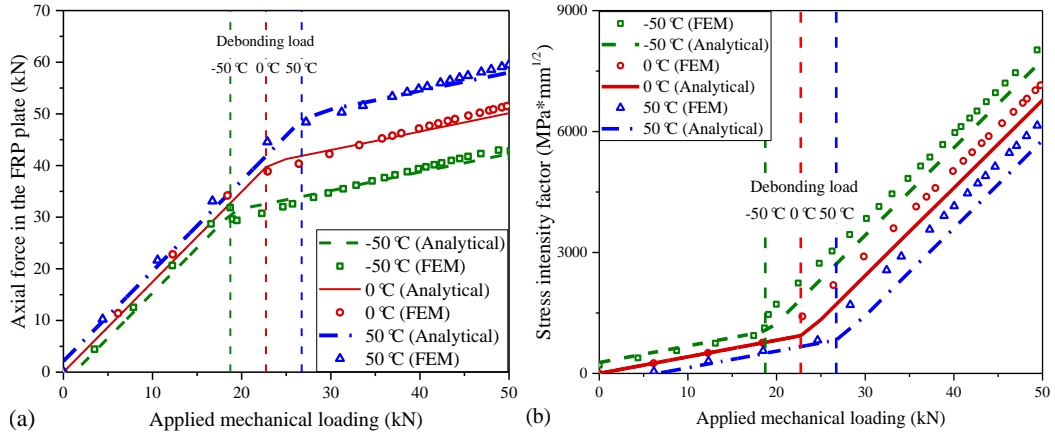 Axial force in the FRP plate (kN)
70
60
50
40
30
20
10
0
0
10
20
30
40
50
Applied mechanical loading (kN)
(a)
Debonding load
-50 ℃ 0 ℃ 50 ℃
-50 ℃ (Analytical)
-50 ℃ (FEM)
0 ℃ (Analytical)
0 ℃ (FEM)
50 ℃ (Analytical)
50 ℃ (FEM)
Stress intensity factor (MPa*mm1/2)
9000
6000
3000
0
0
10
20
30
40
50
Applied mechanical loading (kN)
(b)
-50 ℃ (FEM)
-50 ℃ (Analytical)
0 ℃ (FEM)
0 ℃ (Analytical)
50 ℃ (FEM)
50 ℃ (Analytical)
Debonding load
-50 ℃ 0 ℃ 50 ℃